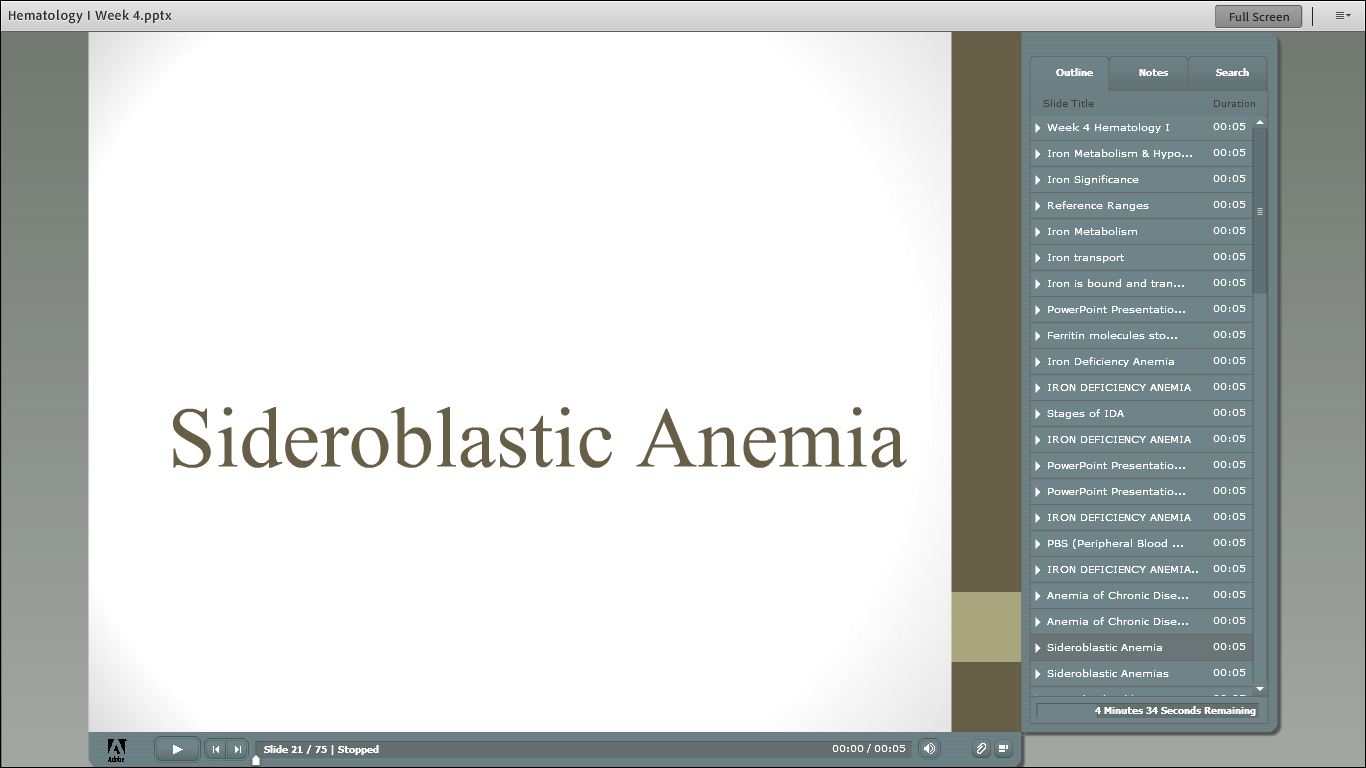 Hematology I Week 4.pptx
Full Screen
Sideroblastic Anemia
Outline Notes Search
Slide Title Duration
Week 4 Hematology I 00:05
Iron Metabolism & Hypo... 00:05
Iron Significance 00:05
Reference Ranges 00:05
Iron Metabolism 00:05
Iron transport 00:05
Iron is bound and tran... 00:05
PowerPoint Presentatio... 00:05
Ferritin molecules sto... 00:05
Iron Deficiency Anemia 00:05
IRON DEFICIENCY ANEMIA 00:05
Stages of IDA 00:05
IRON DEFICIENCY ANEMIA 00:05
PowerPoint Presentatio... 00:05
PowerPoint Presentatio... 00:05
IRON DEFICIENCY ANEMIA 00:05
PBS (Peripheral Blood ... 00:05
IRON DEFICIENCY ANEMIA.. 00:05
Anemia of Chronic Dise... 00:05
Anemia of Chronic Dise... 00:05
Sideroblastic Anemia 00:05
Sideroblastic Anemias 00:05
4 Minutes 34 Seconds Remaining
Adobe
Slide 21 / 75 | Stopped 00:00 / 00:05